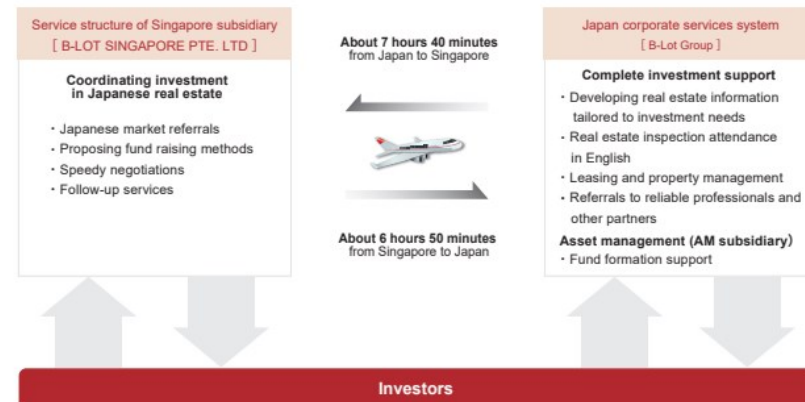 Service structure of Singapore subsidiary
[ B-LOT SINGAPORE PTE. LTD ]
Coordinating investment
in Japanese real estate
・Japanese market referrals
・Proposing fund raising methods
・Speedy negotiations
・Follow-up services
About 7 hours 40 minutes
from Japan to Singapore
About 6 hours 50 minutes
from Singapore to Japan
Japan corporate services system
[ B-Lot Group ]
Complete investment support
・Developing real estate information
tailored to investment needs
・Real estate inspection attendance
in English
・Leasing and property management
・Referrals to reliable professionals and
other partners
Asset management (AM subsidiary）
・Fund formation support
Investors